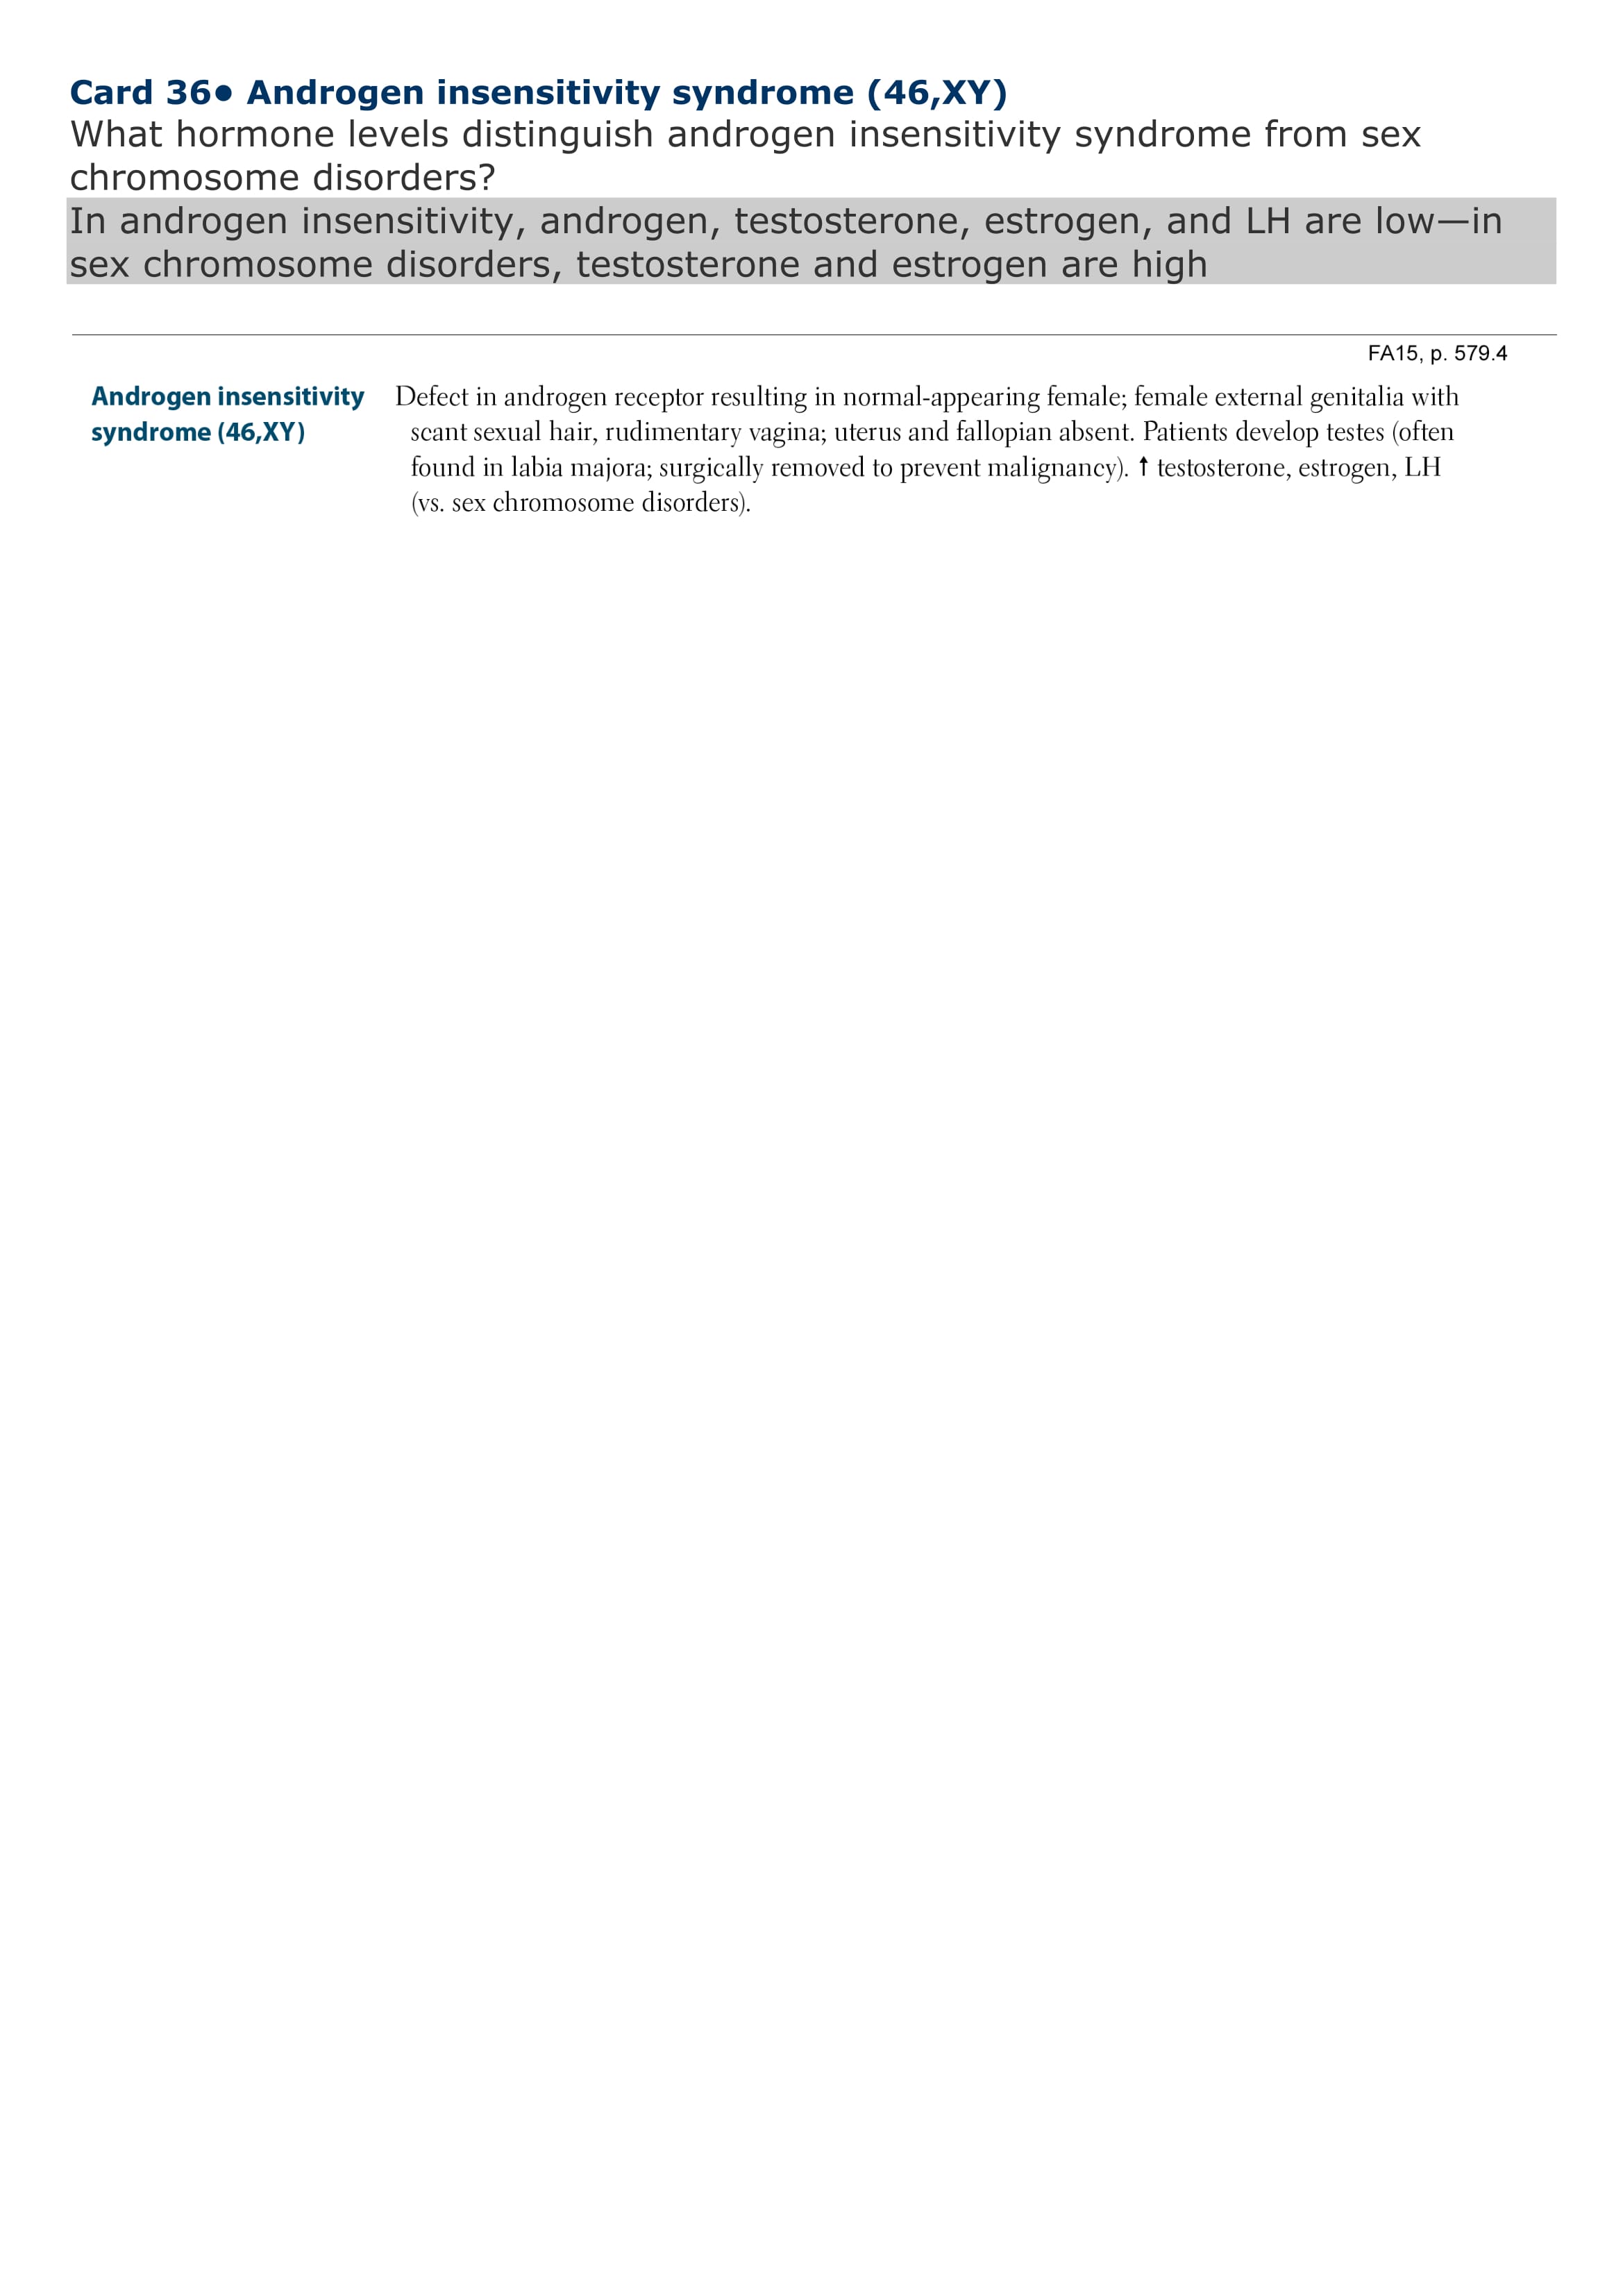 Card 36● Androgen insensitivity syndrome (46,XY)
What hormone levels distinguish androgen insensitivity syndrome from sex
chromosome disorders?
In androgen insensitivity, androgen, testosterone, estrogen, and LH are low—in
sex chromosome disorders, testosterone and estrogen are high
FA15, p. 579.4
Androgen insensitivity
syndrome (46,XY)
Defect in androgen receptor resulting in normal-appearing female; female external genitalia with
scant sexual hair, rudimentary vagina; uterus and fallopian absent. Patients develop testes (often
found in labia majora; surgically removed to prevent malignancy). ↑ testosterone, estrogen, LH
(vs. sex chromosome disorders).